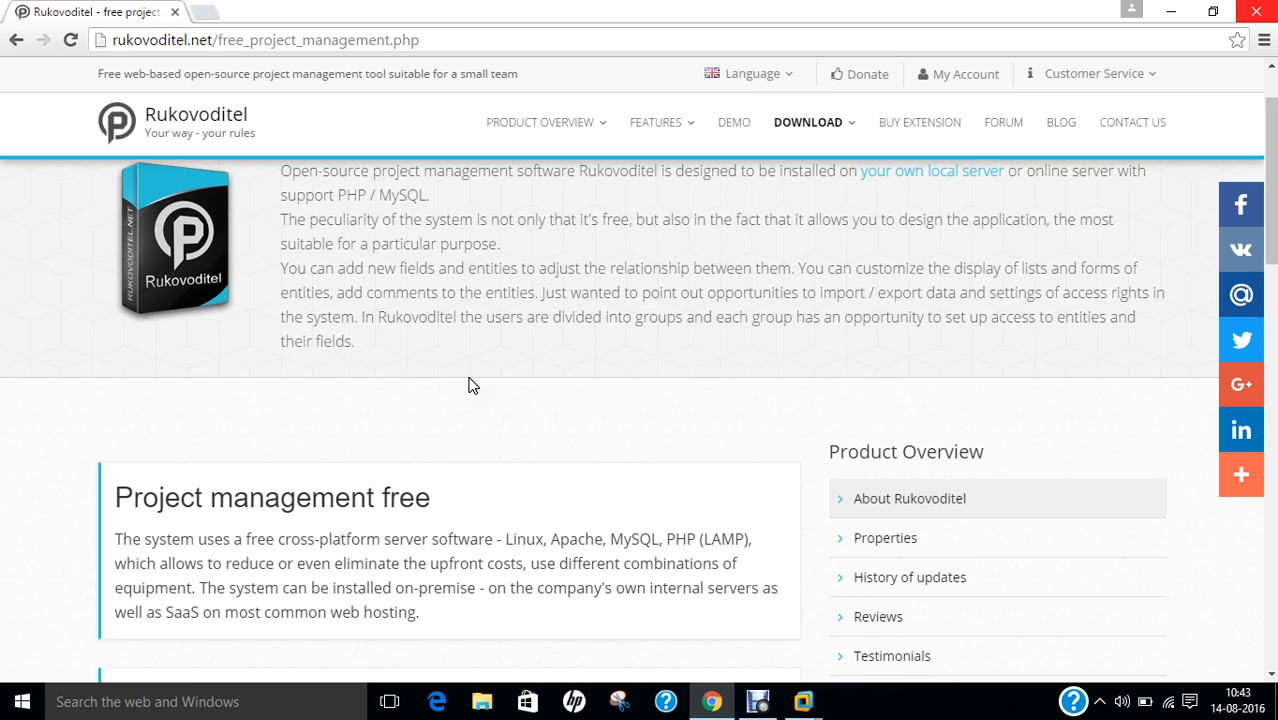 Rukovoditel - free project
rukovoditel.net/free_project_management.php
Free web-based open-source project management tool suitable for a small team
Language
Donate
My Account
Customer Service
Rukovoditel
Your way - your rules
PRODUCT OVERVIEW
FEATURES
DEMO
DOWNLOAD
BUY EXTENSION
FORUM
BLOG
CONTACT US
RUKOVODITEL.NET
Rukovoditel
Open-source project management software Rukovoditel is designed to be installed on your own local server or online server with
support PHP / MySQL.
The peculiarity of the system is not only that it's free, but also in the fact that it allows you to design the application, the most
suitable for a particular purpose.
You can add new fields and entities to adjust the relationship between them. You can customize the display of lists and forms of
entities, add comments to the entities. Just wanted to point out opportunities to import / export data and settings of access rights in
the system. In Rukovoditel the users are divided into groups and each group has an opportunity to set up access to entities and
their fields.
Project management free
The system uses a free cross-platform server software - Linux, Apache, MySQL, PHP (LAMP),
which allows to reduce or even eliminate the upfront costs, use different combinations of
equipment. The system can be installed on-premise - on the company's own internal servers as
well as SaaS on most common web hosting.
Product Overview
About Rukovoditel
Properties
History of updates
Reviews
Testimonials
Search the web and Windows
10:43
14-08-2016